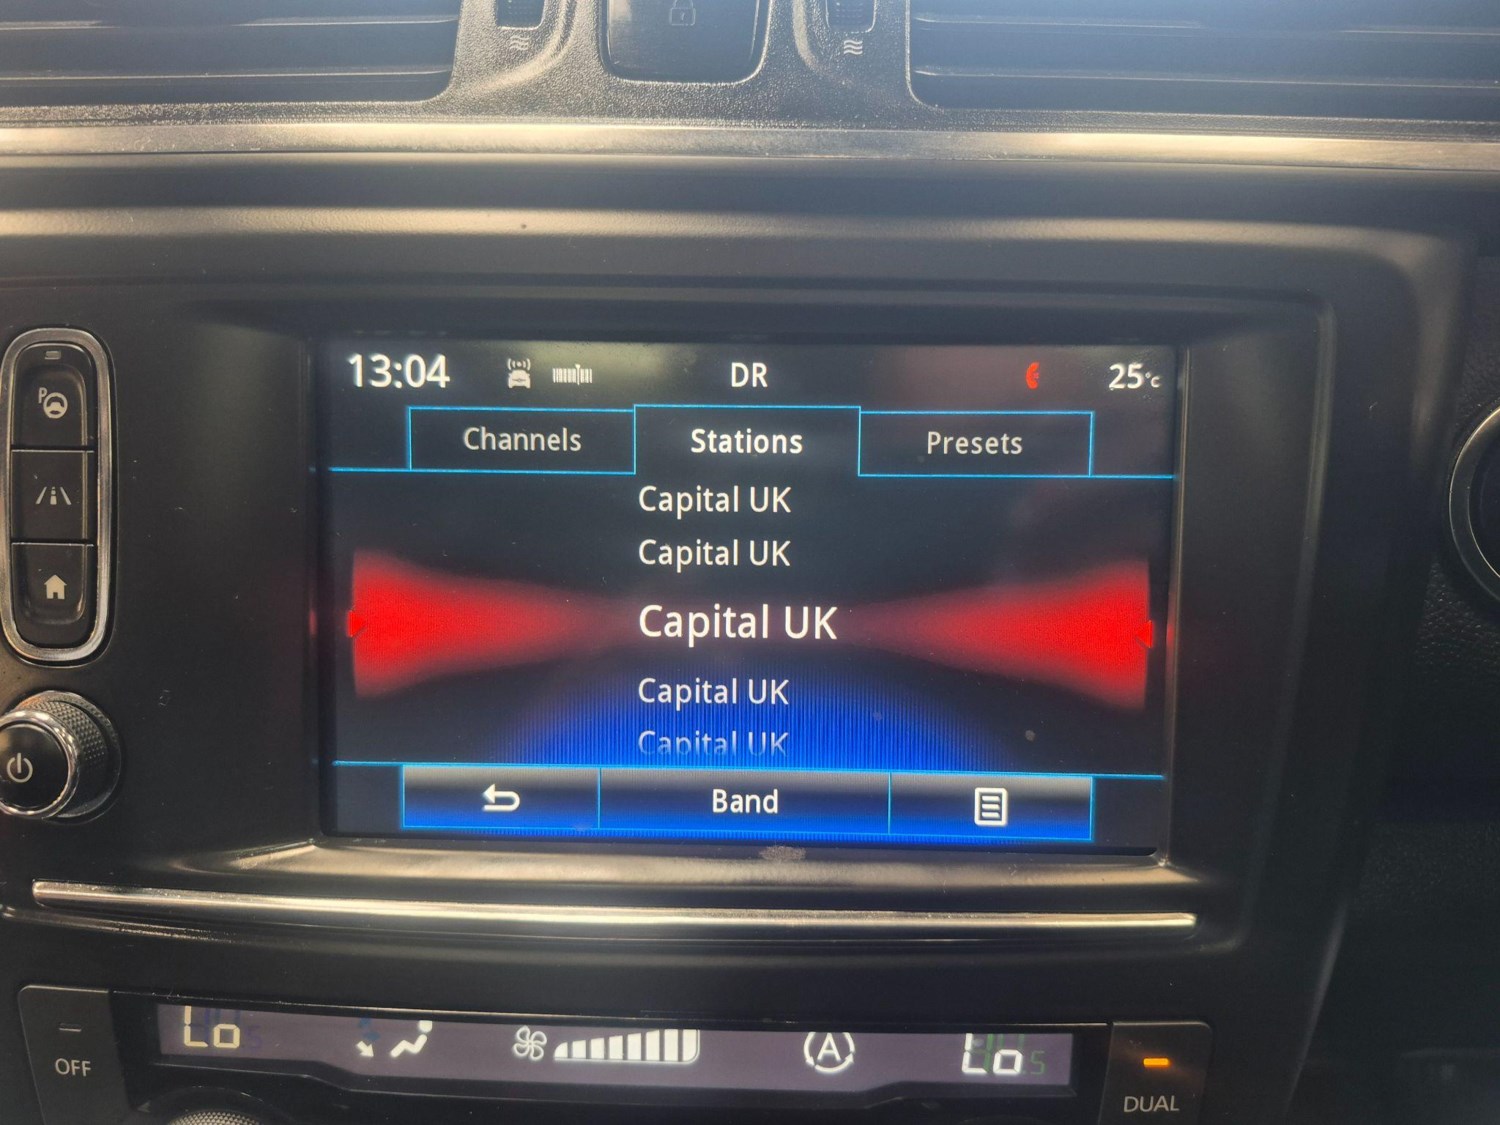 13:04 DR 25°C
Channels Stations Presets
Capital UK
Capital UK
Capital UK
Capital UK
Capital UK
Band
Lo A Lo
OFF
DUAL
P